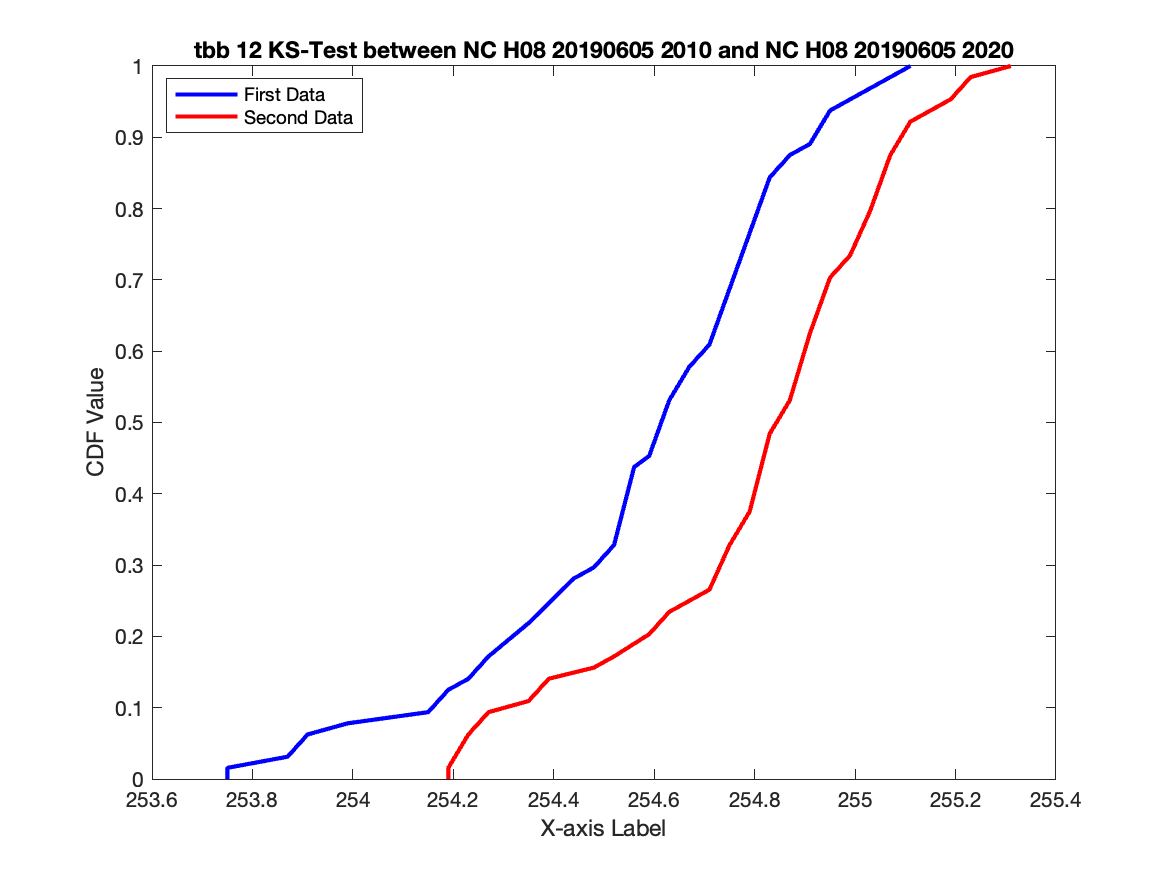 tbb 12 KS-Test between NC H08 20190605 2010 and NC H08 20190605 2020
First Data
Second Data
1
0.9
0.8
0.7
0.6
0.5
0.4
0.3
0.2
0.1
0
CDF Value
253.6 253.8 254 254.2 254.4 254.6 254.8 255 255.2 255.4
X-axis Label